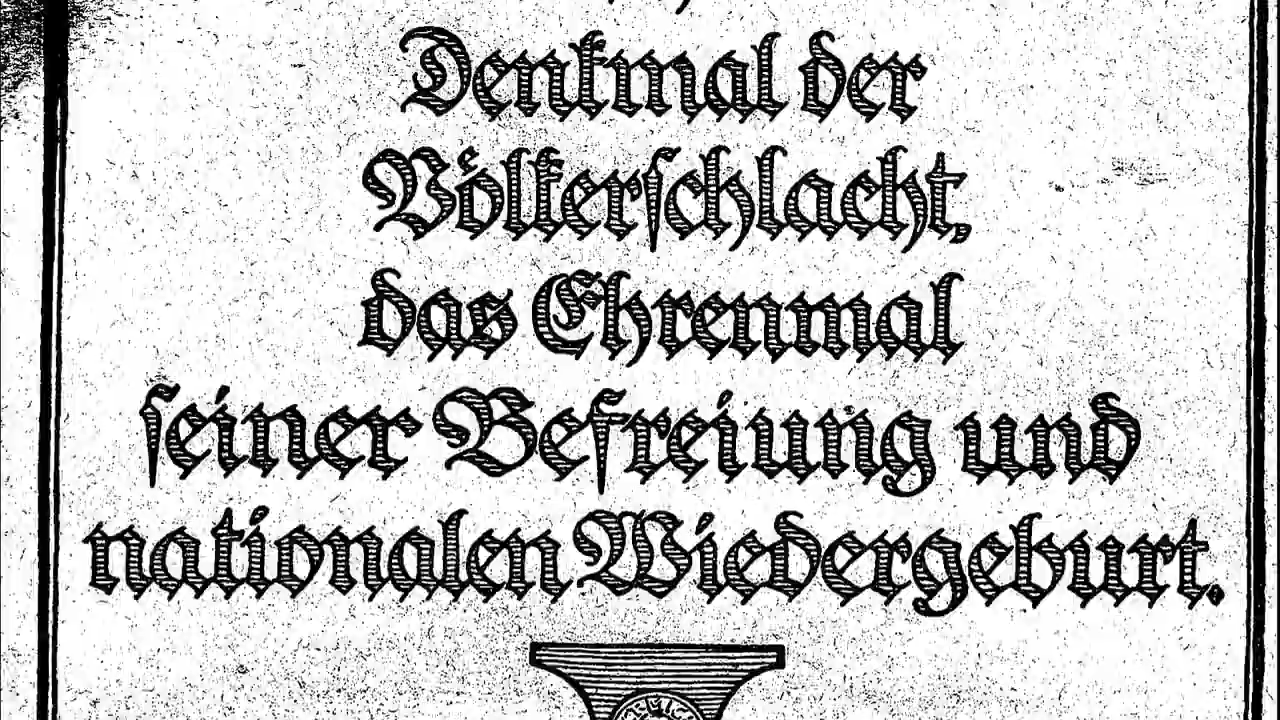 Denkmal der
Völkerſchlacht,
das Ehrenmal
ſeiner Befreiung und
nationalen Wiedergeburt.